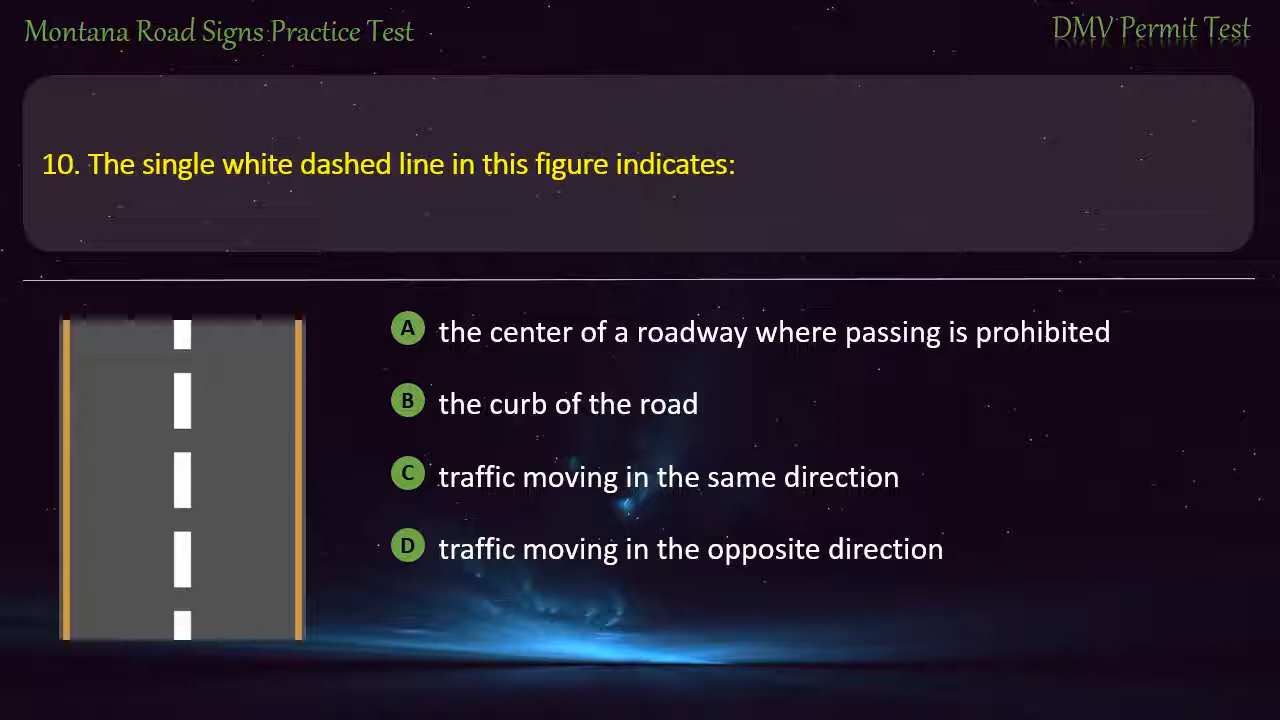 Montana Road Signs Practice Test
DMV Permit Test
10. The single white dashed line in this figure indicates:
A the center of a roadway where passing is prohibited
B the curb of the road
C traffic moving in the same direction
D traffic moving in the opposite direction